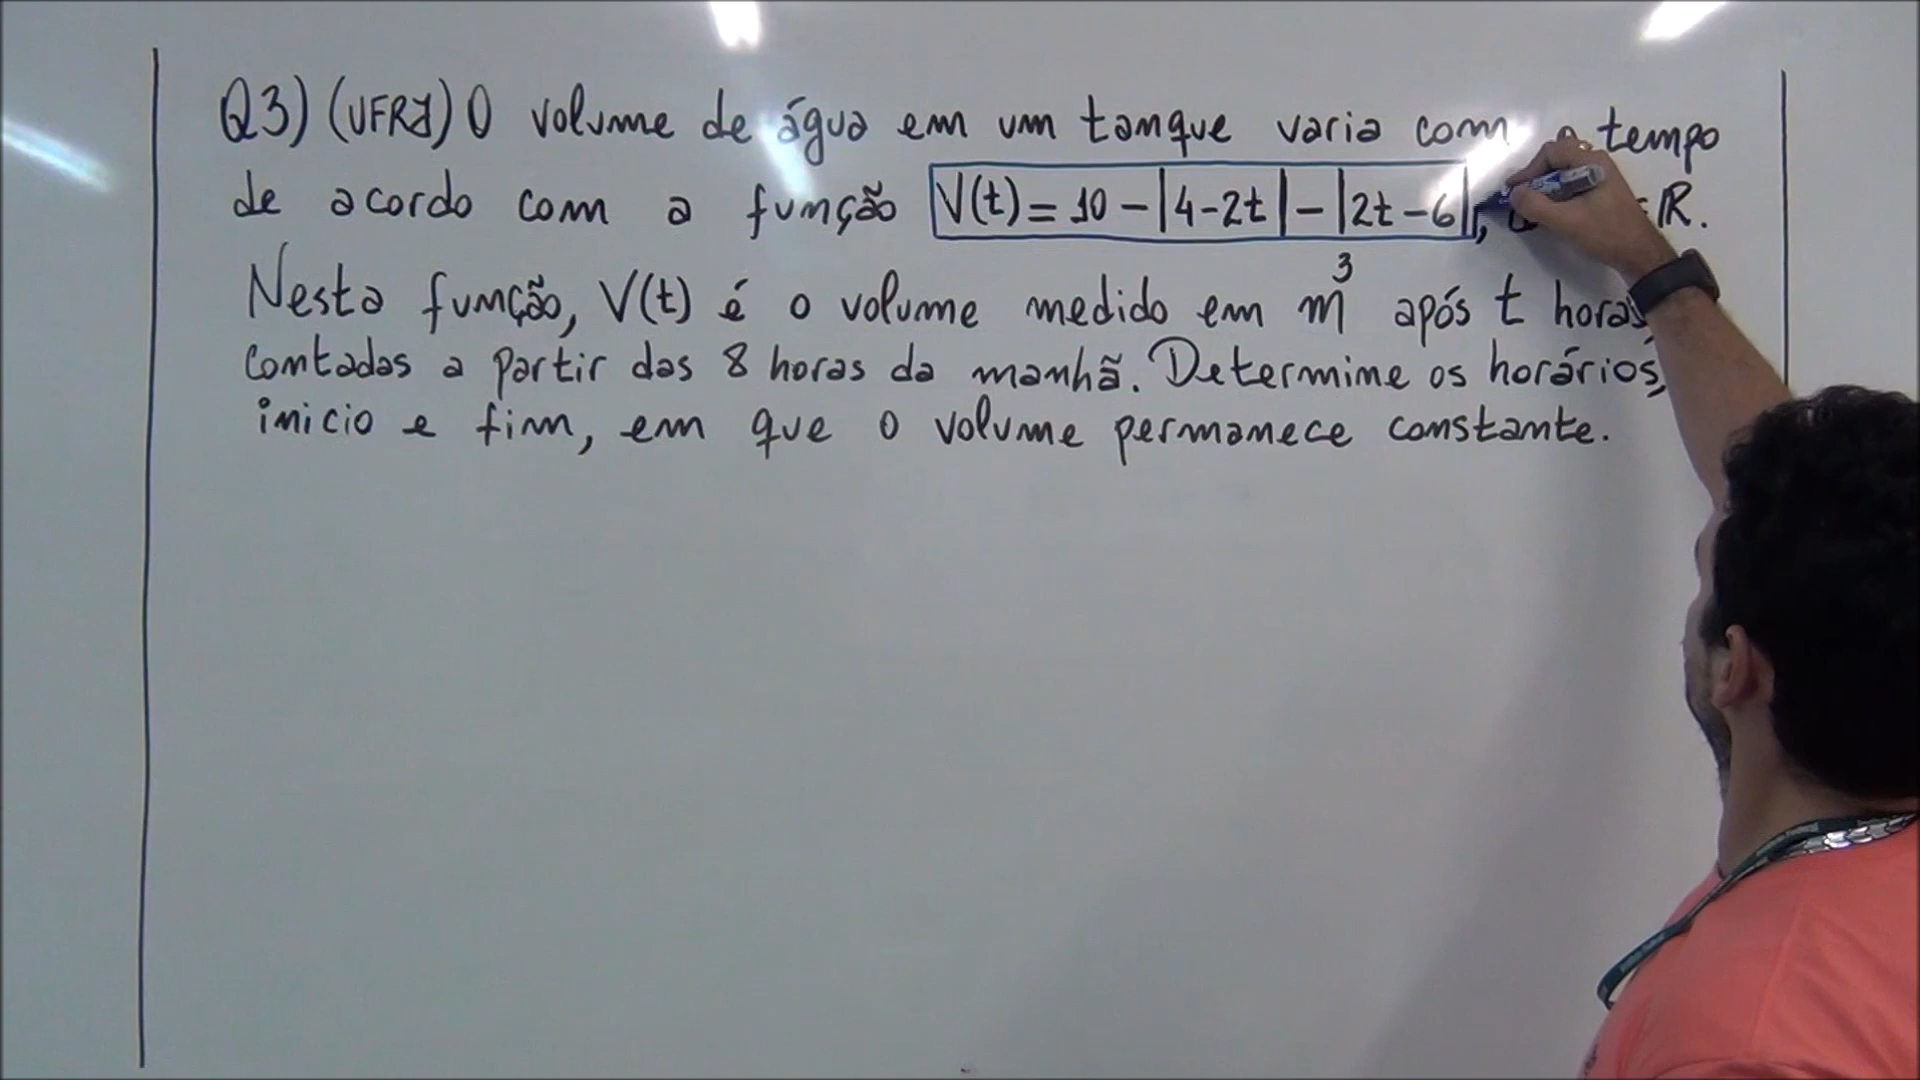 Q3) (UFRJ) O volume de água em um tanque varia com o tempo
de acordo com a função V(t) = 10 - |4-2t| - |2t-6|, ℝ.
Nesta função, V(t) é o volume medido em m³ após t horas
contadas a partir das 8 horas da manhã. Determine os horários,
inicio e fim, em que o volume permanece constante.